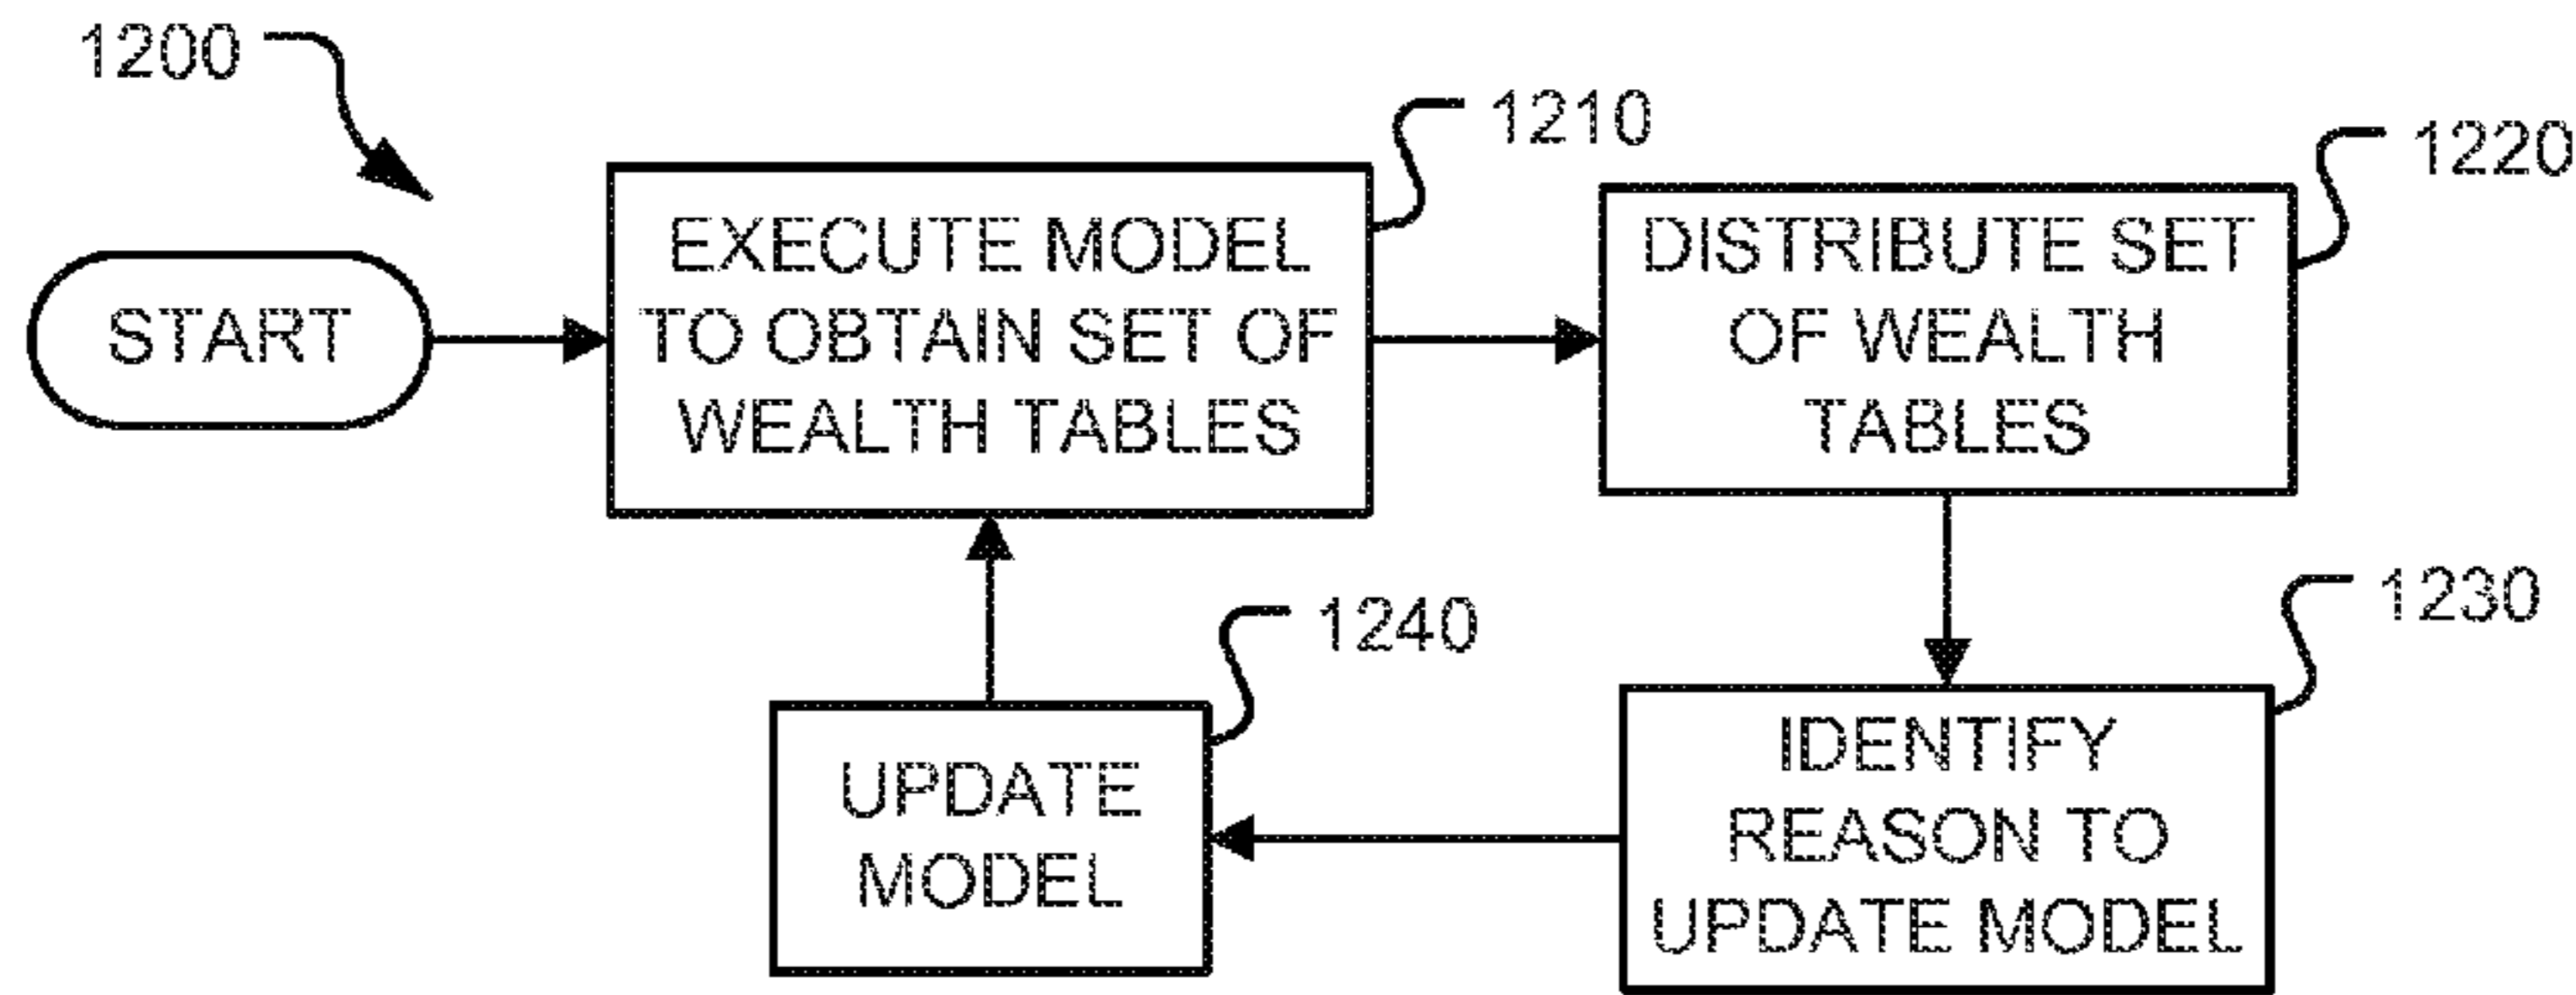 1200
START
1210
EXECUTE MODEL
TO OBTAIN SET OF
WEALTH TABLES
1220
DISTRIBUTE SET
OF WEALTH
TABLES
1230
IDENTIFY
REASON TO
UPDATE MODEL
1240
UPDATE
MODEL